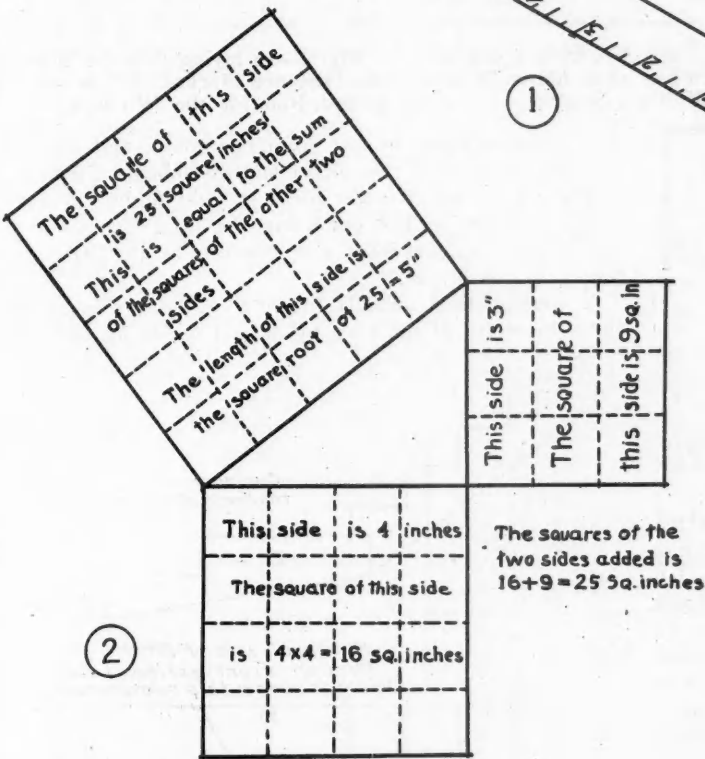 2 3 2
1
The square of this side
is 25 square inches
This is equal to the sum
of the squares of the other two
sides
The length of this side is
the square root of 25 = 5"
This side is 3"
The square of
this side is 9 sq. in
This side is 4 inches
The square of this side
is 4x4 = 16 sq. inches
The squares of the
two sides added is
16+9 = 25 Sq. inches
2